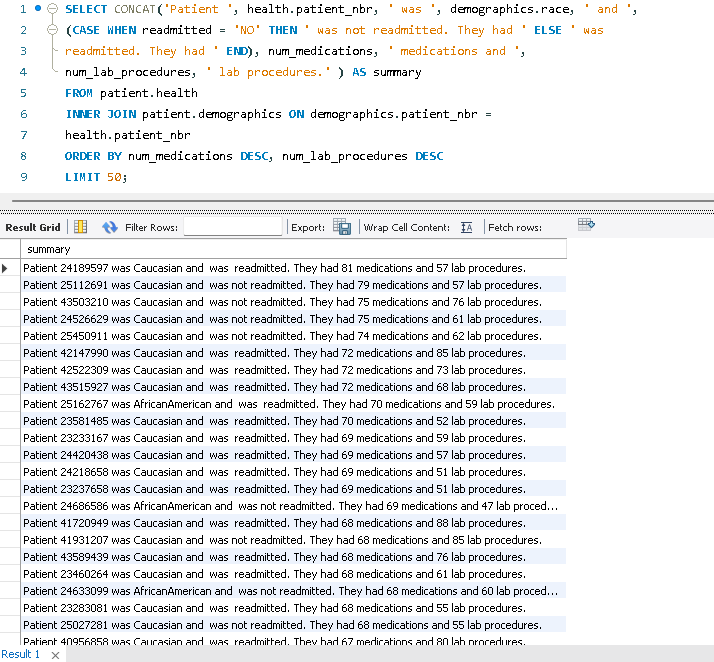 1 SELECT CONCAT('Patient ', health.patient_nbr, ' was ', demographics.race, ' and ',
2 (CASE WHEN readmitted = 'NO' THEN ' was not readmitted. They had ' ELSE ' was
3 readmitted. They had ' END), num_medications, ' medications and ',
4 num_lab_procedures, ' lab procedures.' ) AS summary
5 FROM patient.health
6 INNER JOIN patient.demographics ON demographics.patient_nbr =
7 health.patient_nbr
8 ORDER BY num_medications DESC, num_lab_procedures DESC
9 LIMIT 50;
Result Grid Filter Rows: Export: Wrap Cell Content: IA Fetch rows:
summary
Patient 24189597 was Caucasian and  was  readmitted. They had 81 medications and 57 lab procedures.
Patient 25112691 was Caucasian and  was not readmitted. They had 79 medications and 57 lab procedures.
Patient 43503210 was Caucasian and  was not readmitted. They had 75 medications and 76 lab procedures.
Patient 24526629 was Caucasian and  was not readmitted. They had 75 medications and 61 lab procedures.
Patient 25450911 was Caucasian and  was not readmitted. They had 74 medications and 62 lab procedures.
Patient 42147990 was Caucasian and  was  readmitted. They had 72 medications and 85 lab procedures.
Patient 42522309 was Caucasian and  was  readmitted. They had 72 medications and 73 lab procedures.
Patient 43515927 was Caucasian and  was  readmitted. They had 72 medications and 68 lab procedures.
Patient 25162767 was AfricanAmerican and  was  readmitted. They had 70 medications and 59 lab procedures.
Patient 23581485 was Caucasian and  was  readmitted. They had 70 medications and 52 lab procedures.
Patient 23233167 was Caucasian and  was  readmitted. They had 69 medications and 59 lab procedures.
Patient 24420438 was Caucasian and  was  readmitted. They had 69 medications and 57 lab procedures.
Patient 24218658 was Caucasian and  was  readmitted. They had 69 medications and 51 lab procedures.
Patient 23237658 was Caucasian and  was  readmitted. They had 69 medications and 51 lab procedures.
Patient 24686586 was AfricanAmerican and  was not readmitted. They had 69 medications and 47 lab proced...
Patient 41720949 was Caucasian and  was  readmitted. They had 68 medications and 88 lab procedures.
Patient 41931207 was Caucasian and  was not readmitted. They had 68 medications and 85 lab procedures.
Patient 43589439 was Caucasian and  was  readmitted. They had 68 medications and 76 lab procedures.
Patient 23460264 was Caucasian and  was  readmitted. They had 68 medications and 61 lab procedures.
Patient 24633099 was AfricanAmerican and  was not readmitted. They had 68 medications and 60 lab proced...
Patient 23283081 was Caucasian and  was  readmitted. They had 68 medications and 55 lab procedures.
Patient 25027281 was Caucasian and  was not readmitted. They had 68 medications and 55 lab procedures.
Patient 40956858 was Caucasian and  was  readmitted. They had 67 medications and 80 lab procedures.
Result 1